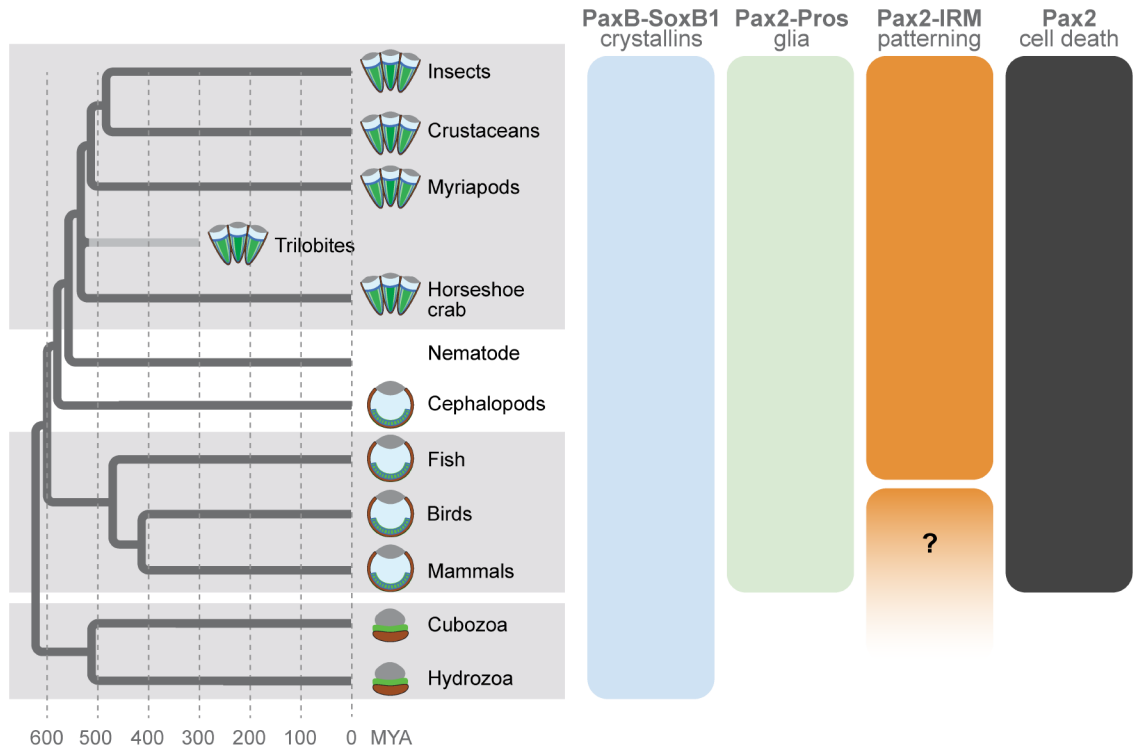 PaxB-SoxB1
crystallins
Pax2-Pros
glia
Pax2-IRM
patterning
Pax2
cell death
Insects
Crustaceans
Myriapods
Trilobites
Horseshoe
crab
Nematode
Cephalopods
Fish
Birds
Mammals
Cubozoa
Hydrozoa
?
600 500 400 300 200 100 0 MYA